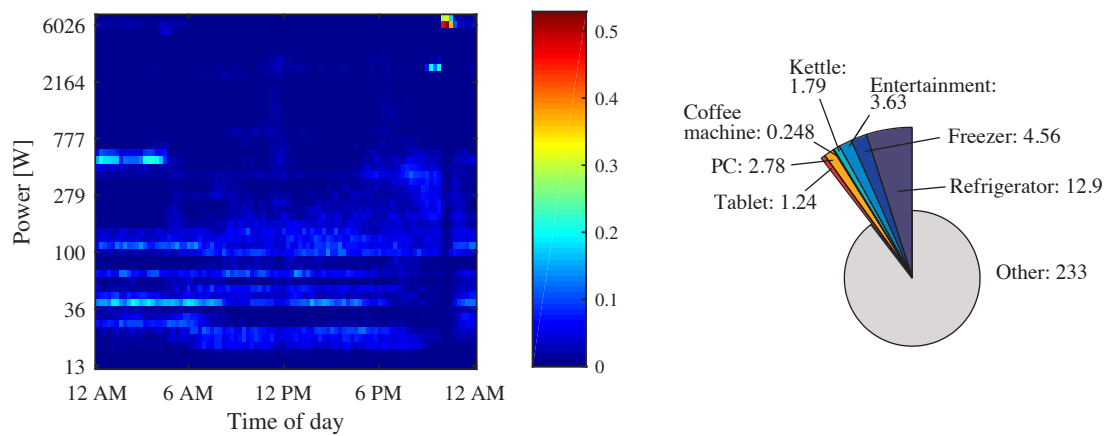 6026
2164
777
279
100
36
13
Power [W]
12 AM
6 AM
12 PM
6 PM
12 AM
Time of day
0.5
0.4
0.3
0.2
0.1
0
Kettle:
1.79
Entertainment:
3.63
Coffee
machine: 0.248
Freezer: 4.56
PC: 2.78
Refrigerator: 12.9
Tablet: 1.24
Other: 233